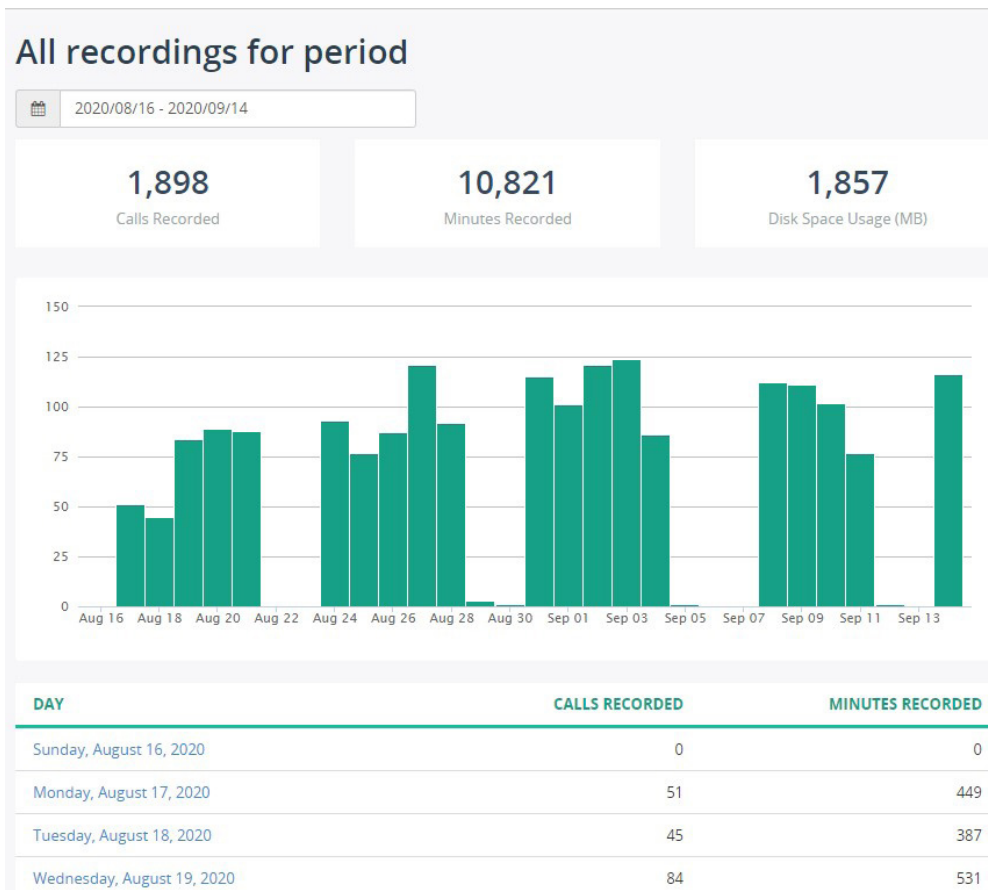 All recordings for period
2020/08/16 - 2020/09/14
1,898 10,821 1,857
Calls Recorded Minutes Recorded Disk Space Usage (MB)
150
125
100
75
50
25
0
Aug 16 Aug 18 Aug 20 Aug 22 Aug 24 Aug 26 Aug 28 Aug 30 Sep 01 Sep 03 Sep 05 Sep 07 Sep 09 Sep 11 Sep 13
DAY CALLS RECORDED MINUTES RECORDED
Sunday, August 16, 2020 0 0
Monday, August 17, 2020 51 449
Tuesday, August 18, 2020 45 387
Wednesday, August 19, 2020 84 531